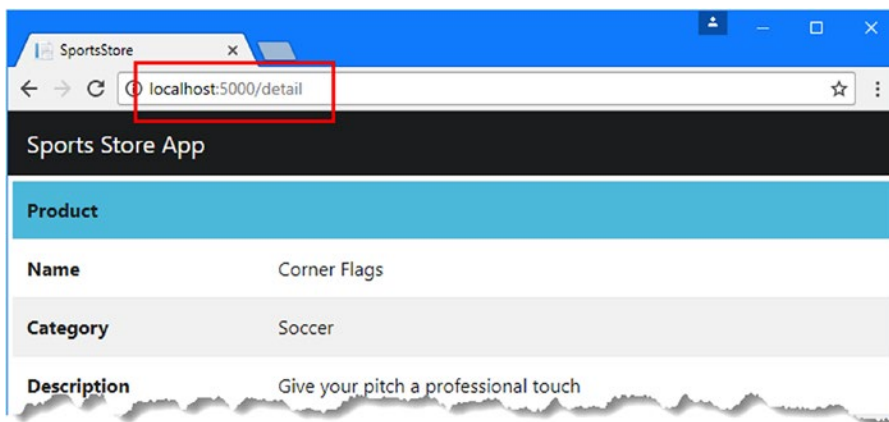 SportsStore
localhost:5000/detail
Sports Store App
Product
Name Corner Flags
Category Soccer
Description Give your pitch a professional touch